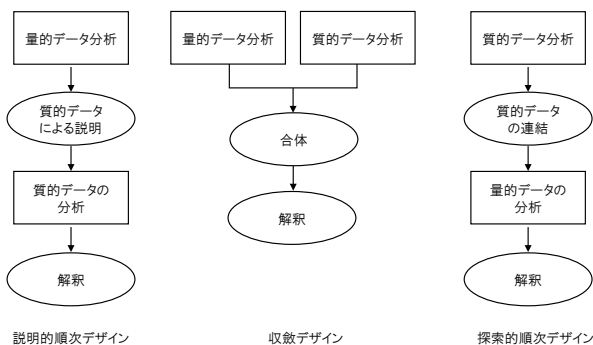 量的データ分析
質的データ
による説明
質的データの
分析
解釈
説明的順次デザイン
量的データ分析
質的データ分析
合体
解釈
収斂デザイン
質的データ分析
質的データ
の連結
量的データの
分析
解釈
探索的順次デザイン